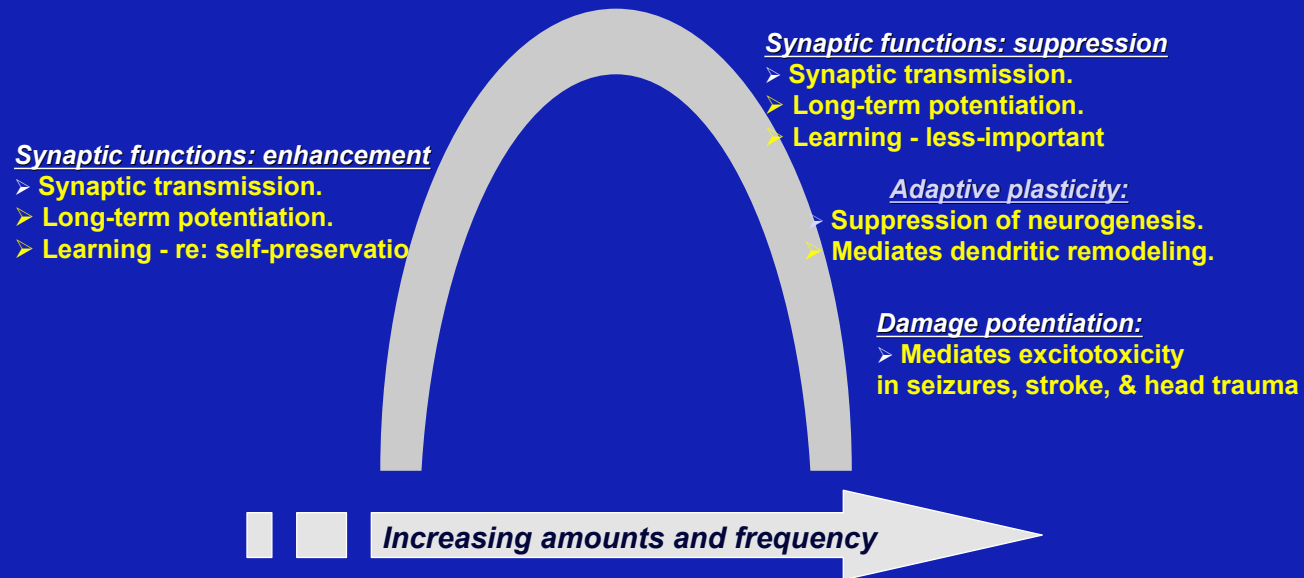 Synaptic functions: enhancement
➢ Synaptic transmission.
➢ Long-term potentiation.
➢ Learning - re: self-preservatio
Synaptic functions: suppression
➢ Synaptic transmission.
➢ Long-term potentiation.
➢ Learning - less-important
Adaptive plasticity:
➢ Suppression of neurogenesis.
➢ Mediates dendritic remodeling.
Damage potentiation:
➢ Mediates excitotoxicity
in seizures, stroke, & head trauma
Increasing amounts and frequency